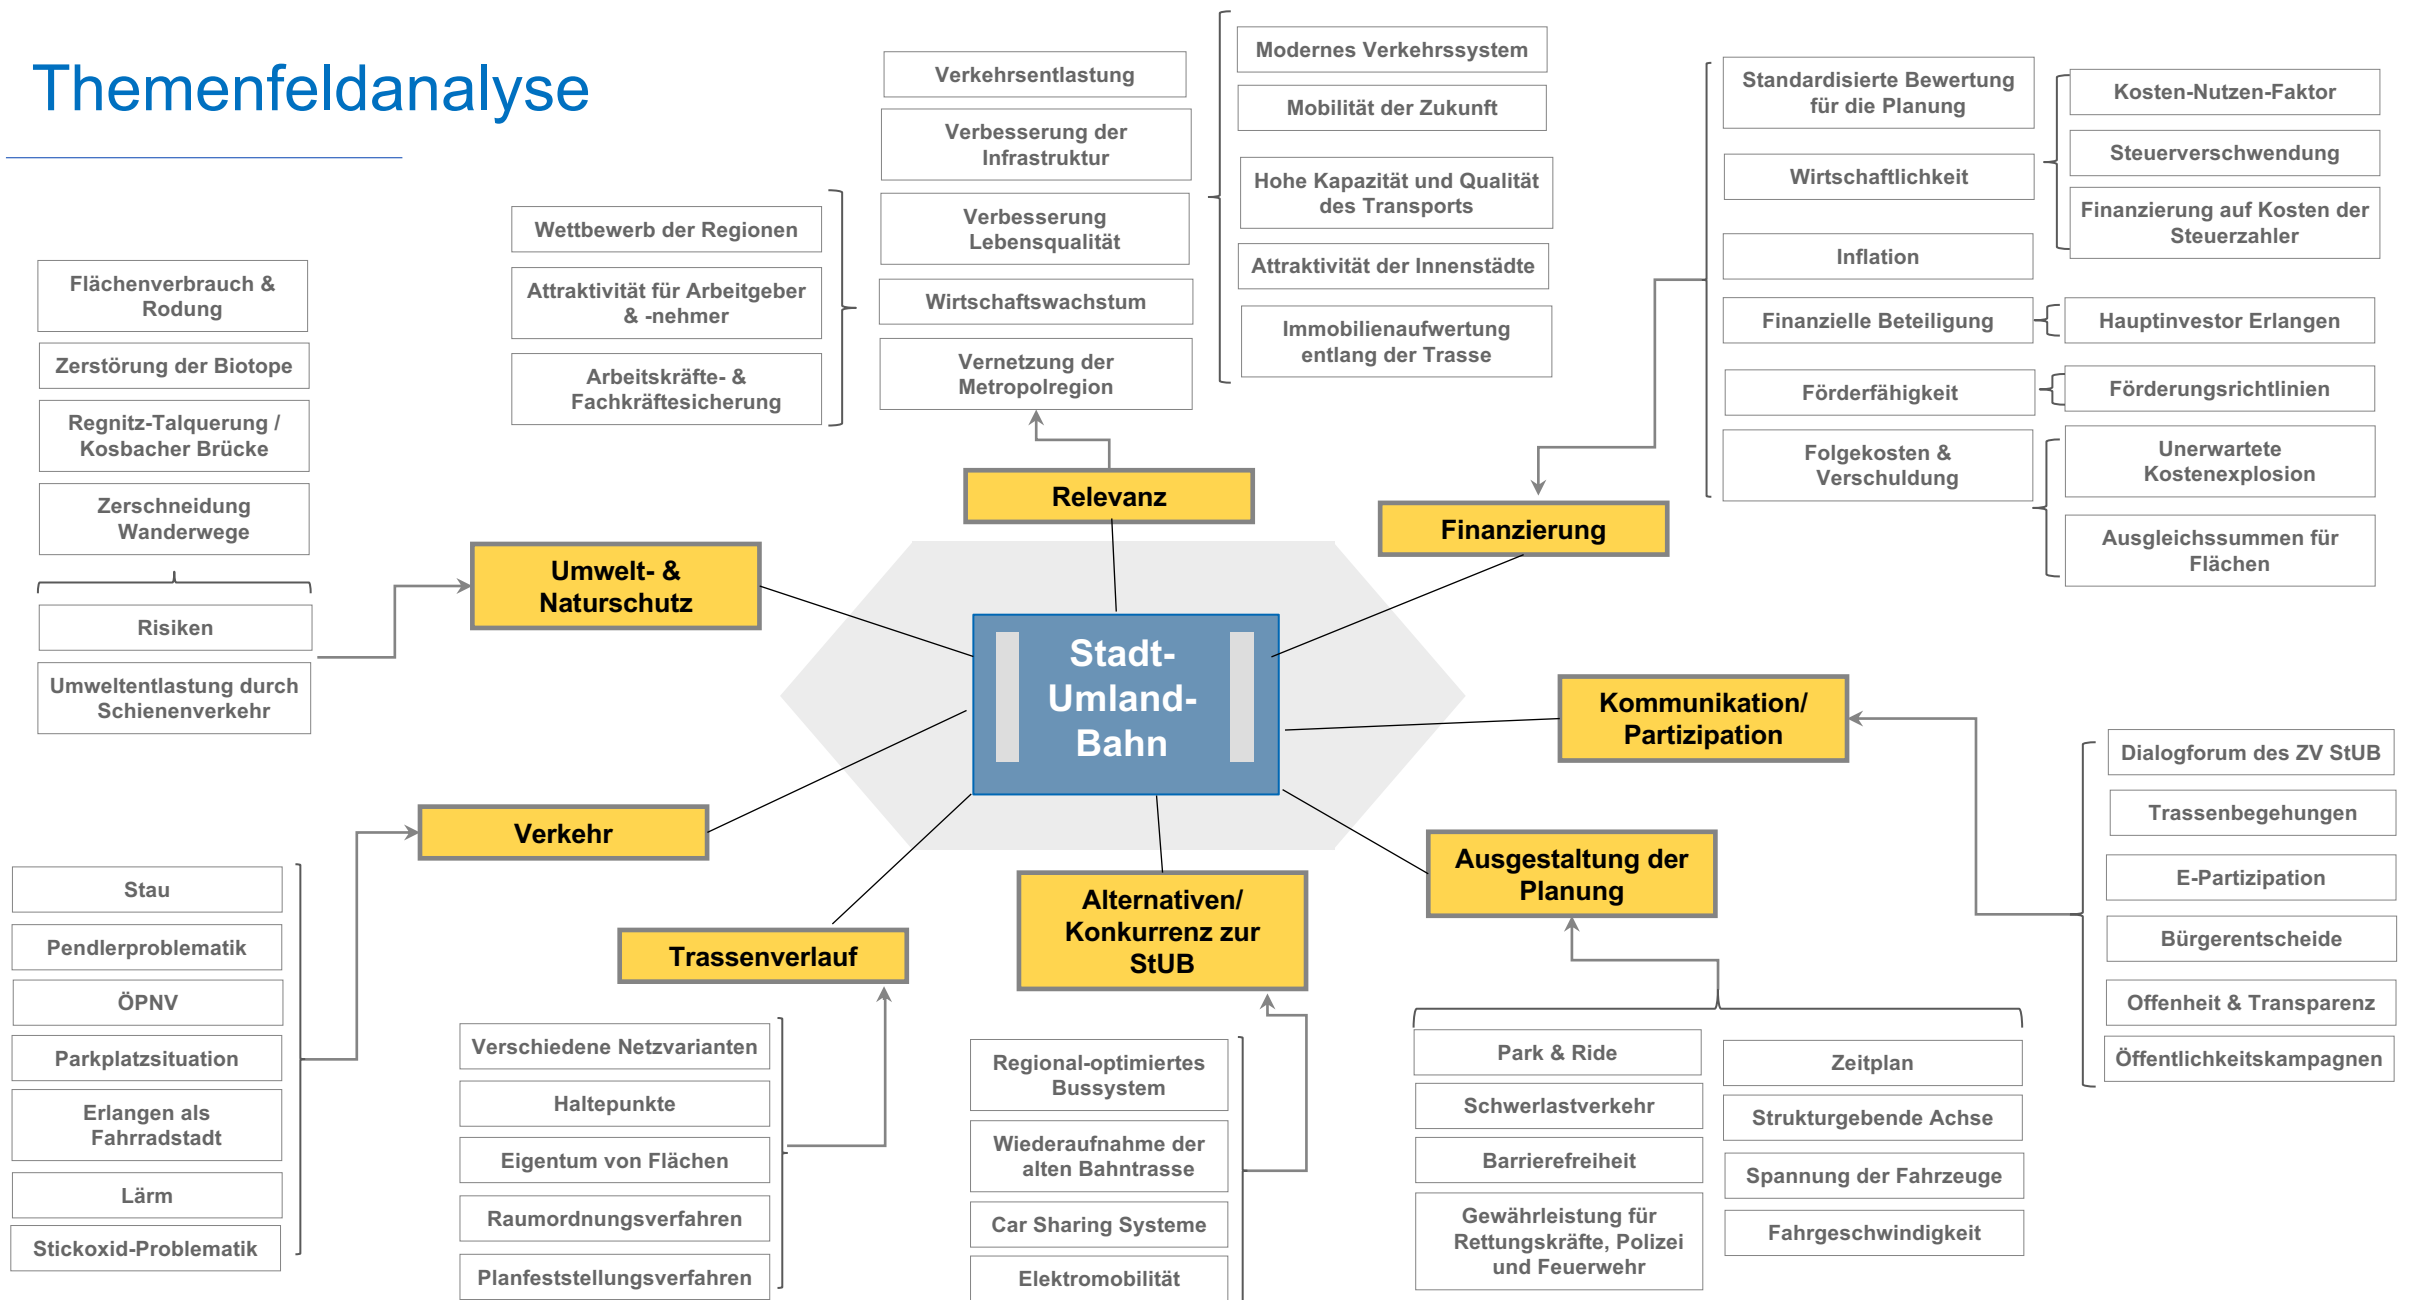 Themenfeldanalyse
Flächenverbrauch &
Rodung
Zerstörung der Biotope
Regnitz-Talquerung /
Kosbacher Brücke
Zerschneidung
Wanderwege
Risiken
Umweltentlastung durch
Schienenverkehr
Umwelt- &
Naturschutz
Wettbewerb der Regionen
Attraktivität für Arbeitgeber
& -nehmer
Arbeitskräfte- &
Fachkräftesicherung
Verkehrsentlastung
Verbesserung der
Infrastruktur
Verbesserung
Lebensqualität
Wirtschaftswachstum
Vernetzung der
Metropolregion
Modernes Verkehrssystem
Mobilität der Zukunft
Hohe Kapazität und Qualität
des Transports
Attraktivität der Innenstädte
Immobilienaufwertung
entlang der Trasse
Relevanz
Standardisierte Bewertung
für die Planung
Wirtschaftlichkeit
Inflation
Finanzielle Beteiligung
Förderfähigkeit
Folgekosten &
Verschuldung
Kosten-Nutzen-Faktor
Steuerverschwendung
Finanzierung auf Kosten der
Steuerzahler
Hauptinvestor Erlangen
Förderungsrichtlinien
Unerwartete
Kostenexplosion
Ausgleichssummen für
Flächen
Finanzierung
Stadt-
Umland-
Bahn
Kommunikation/
Partizipation
Dialogforum des ZV StUB
Trassenbegehungen
E-Partizipation
Bürgerentscheide
Offenheit & Transparenz
Öffentlichkeitskampagnen
Verkehr
Stau
Pendlerproblematik
ÖPNV
Parkplatzsituation
Erlangen als
Fahrradstadt
Lärm
Stickoxid-Problematik
Trassenverlauf
Verschiedene Netzvarianten
Haltepunkte
Eigentum von Flächen
Raumordnungsverfahren
Planfeststellungsverfahren
Alternativen/
Konkurrenz zur
StUB
Regional-optimiertes
Bussystem
Wiederaufnahme der
alten Bahntrasse
Car Sharing Systeme
Elektromobilität
Ausgestaltung der
Planung
Park & Ride
Schwerlastverkehr
Barrierefreiheit
Gewährleistung für
Rettungskräfte, Polizei
und Feuerwehr
Zeitplan
Strukturgebende Achse
Spannung der Fahrzeuge
Fahrgeschwindigkeit